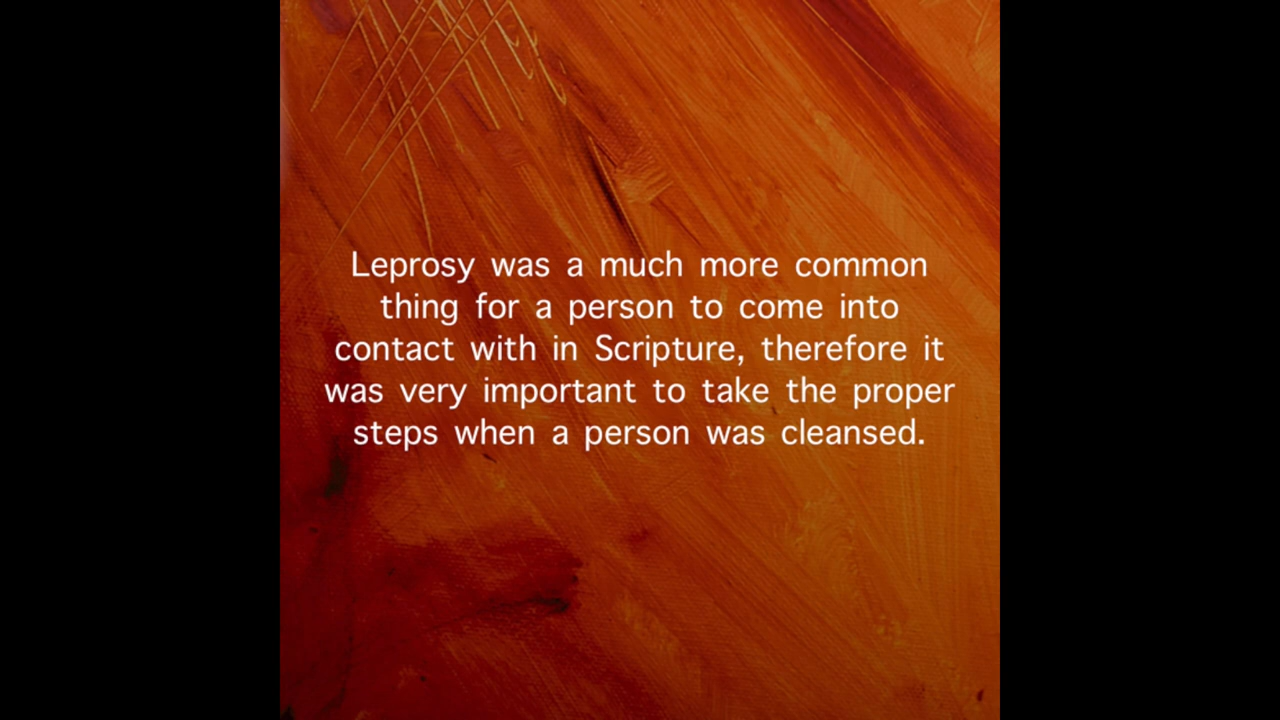 Leprosy was a much more common
thing for a person to come into
contact with in Scripture, therefore it
was very important to take the proper
steps when a person was cleansed.